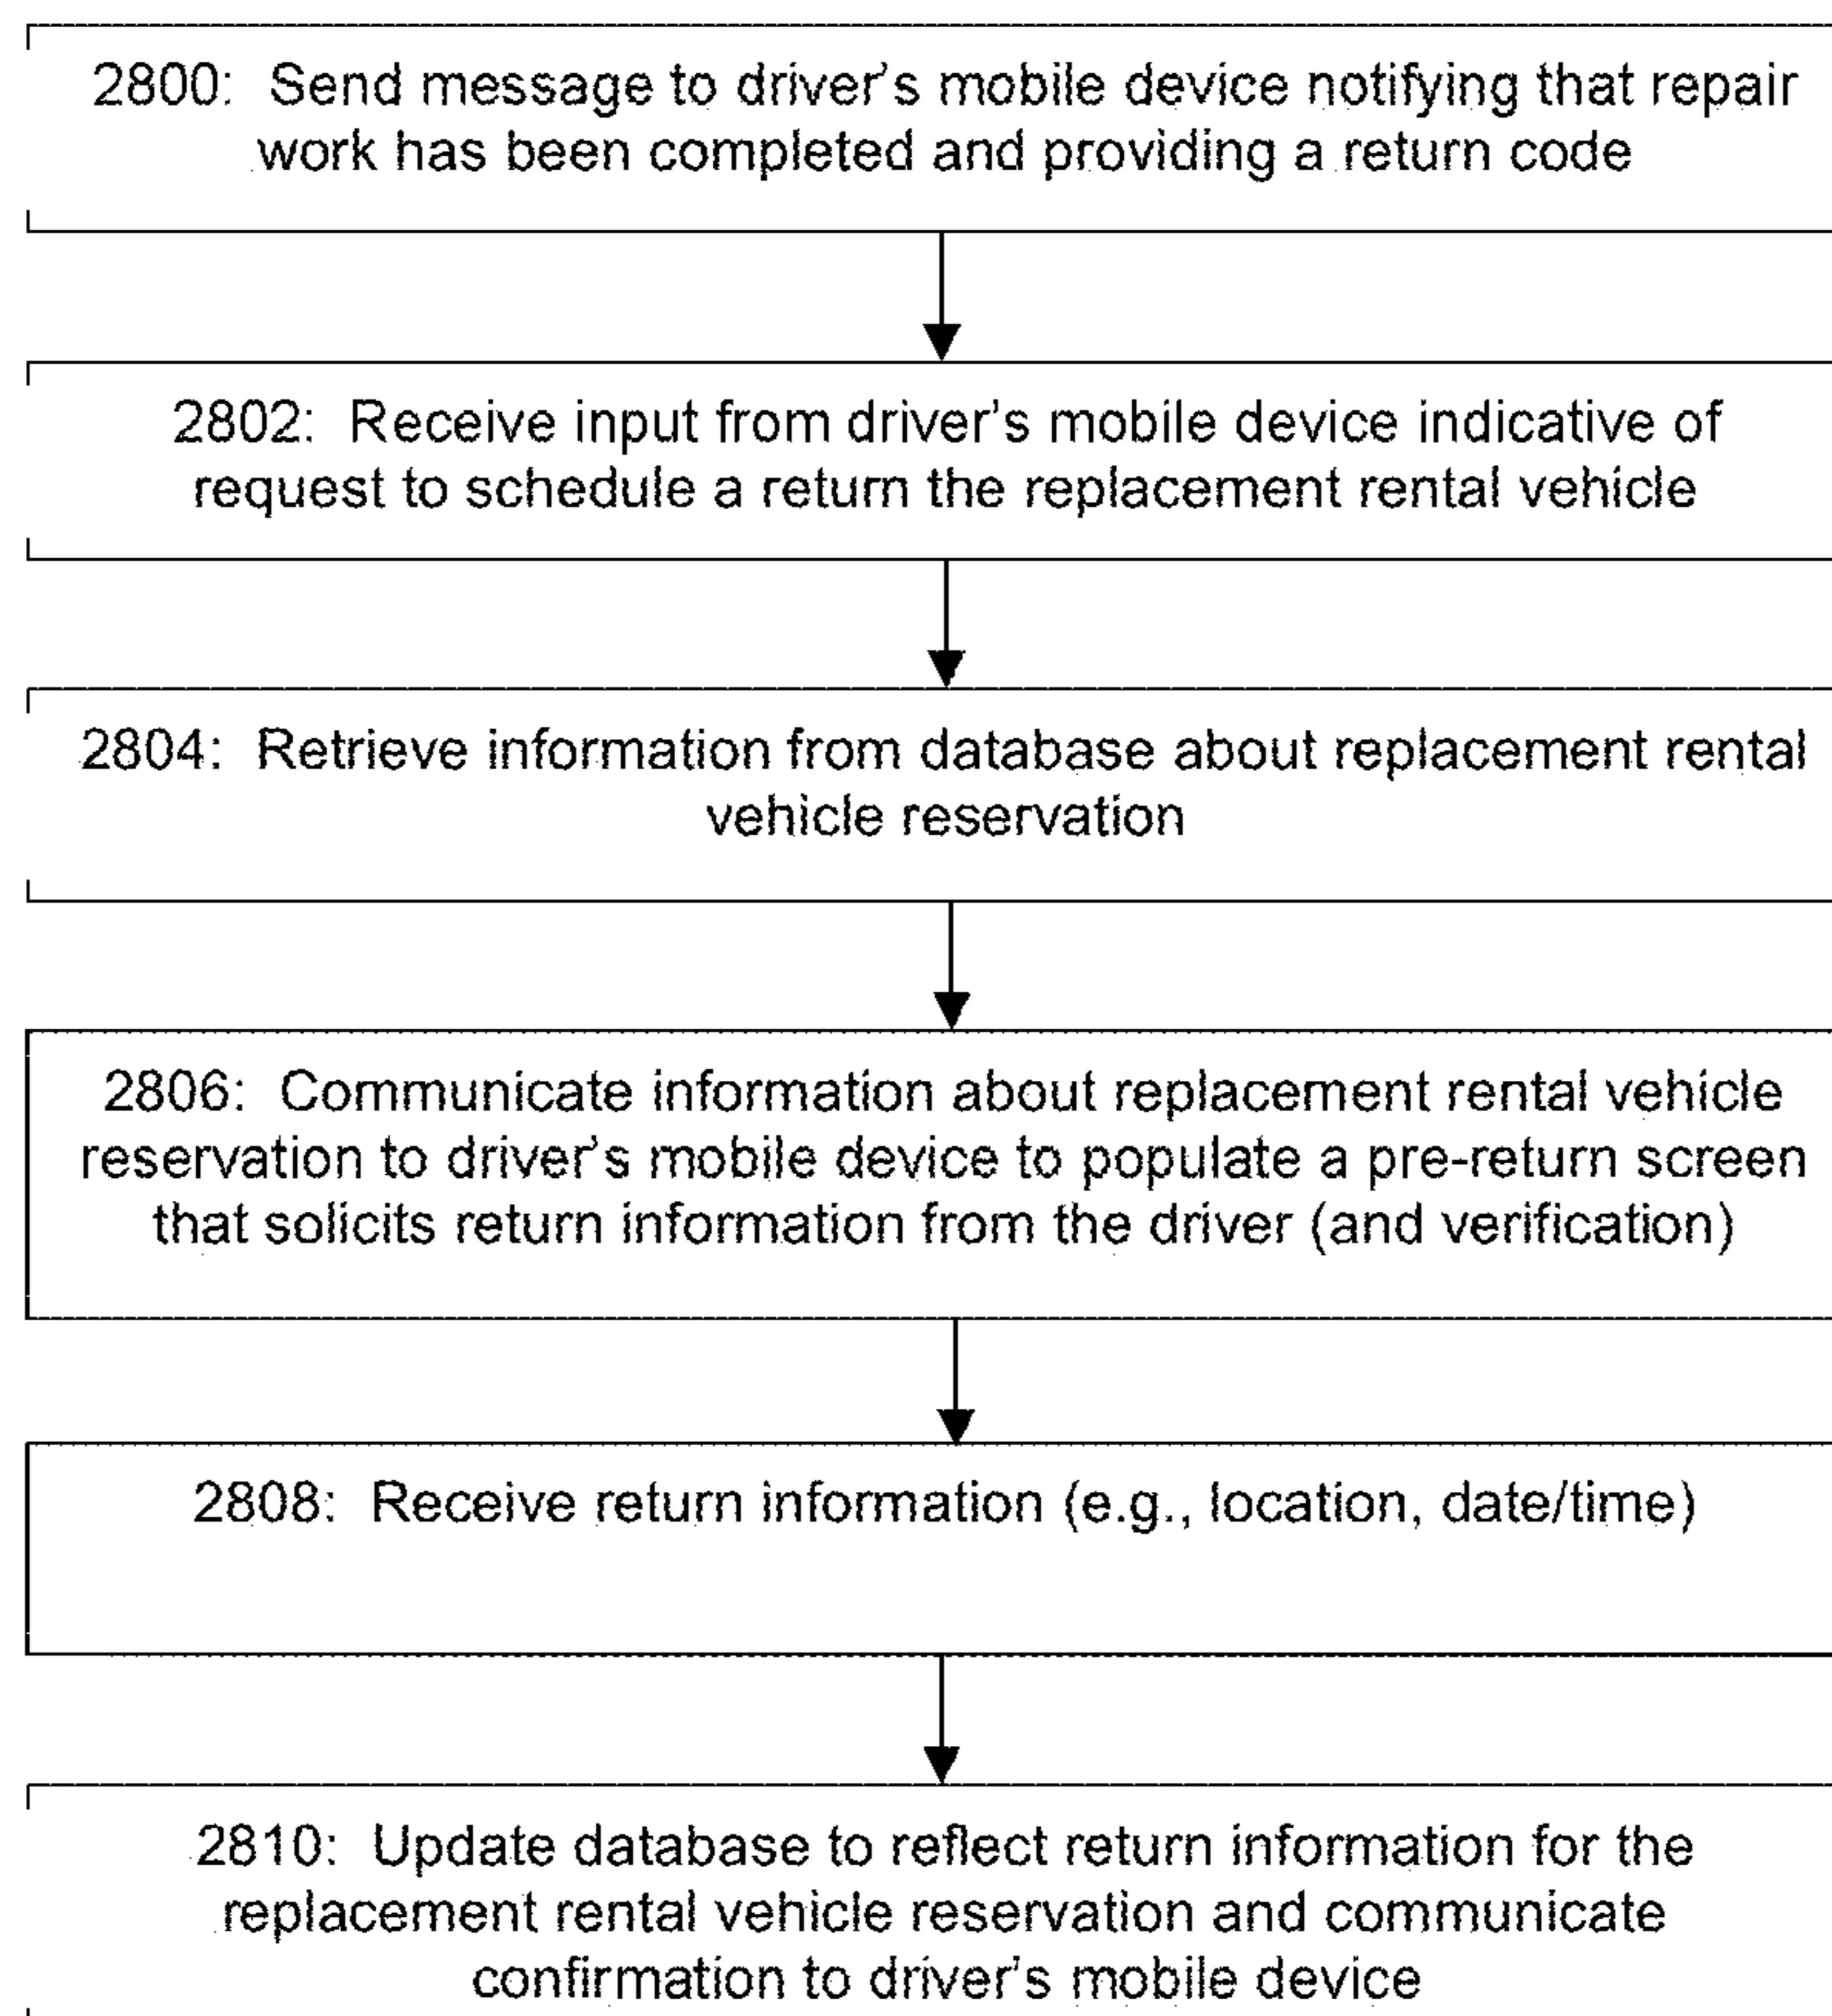 2800: Send message to driver's mobile device notifying that repair
work has been completed and providing a return code
2802: Receive input from driver's mobile device indicative of
request to schedule a return the replacement rental vehicle
2804: Retrieve information from database about replacement rental
vehicle reservation
2806: Communicate information about replacement rental vehicle
reservation to driver's mobile device to populate a pre-return screen
that solicits return information from the driver (and verification)
2808: Receive return information (e.g., location, date/time)
2810: Update database to reflect return information for the
replacement rental vehicle reservation and communicate
confirmation to driver's mobile device